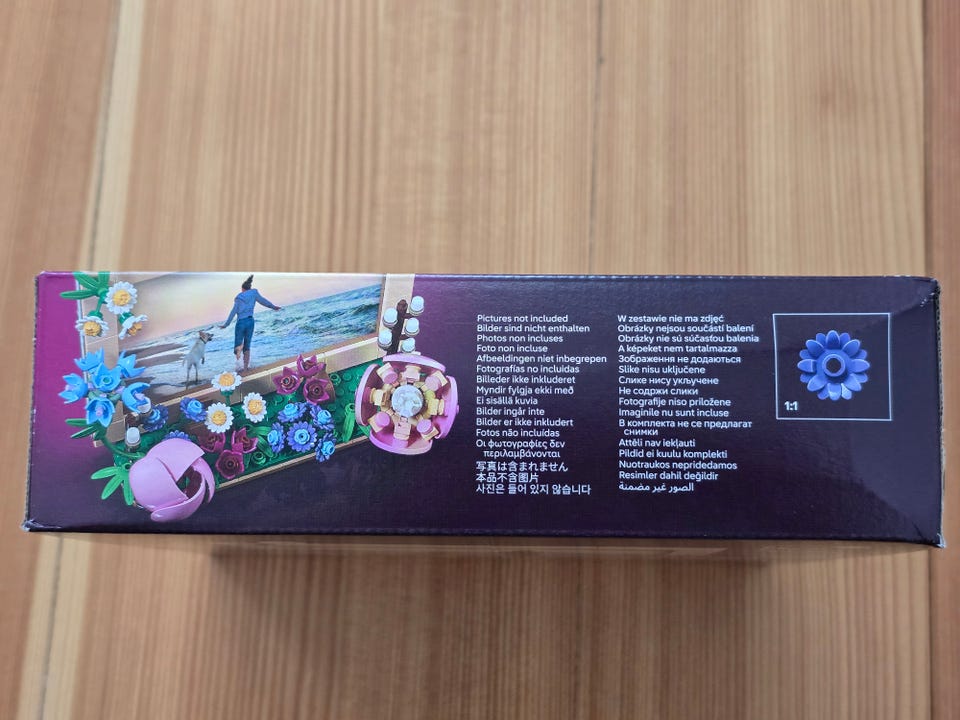 Pictures not included
Bilder sind nicht enthalten
Photos non incluses
Foto non incluse
Afbeeldingen niet inbegrepen
Fotografías no incluidas
Billeder ikke inkluderet
Myndir fylgja ekki með
Ei sisällä kuvia
Bilder ingår inte
Bilder er ikke inkludert
Fotos não incluídas
Οι φωτογραφίες δεν
περιλαμβάνονται
写真は含まれません
本品不含图片
사진은 들어 있지 않습니다
W zestawie nie ma zdjęć
Obrázky nejsou součástí balení
Obrázky nie sú súčasťou balenia
A képeket nem tartalmazza
Зображення не додаються
Slike nisu uključene
Слике нису укључене
Не содржи слики
Fotografije niso priložene
Imaginile nu sunt incluse
В комплекта не се предлагат
снимки
Attēli nav iekļauti
Pildid ei kuulu komplekti
Nuotraukos nepridedamos
Resimler dahil değildir
الصور غير مضمنة
1:1